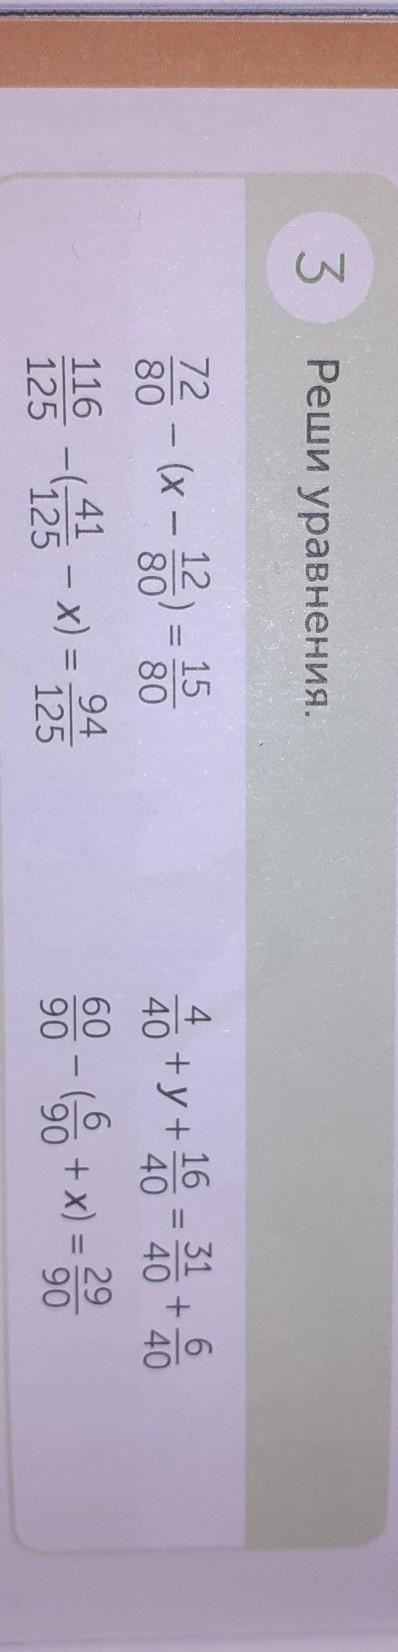 3 Реши уравнения.
72/80 – (x – 12/80) = 15/80
4/40 + y + 16/40 = 31/40 + 6/40
116/125 –(41/125 – x) = 94/125
60/90 – (6/90 + x) = 29/90